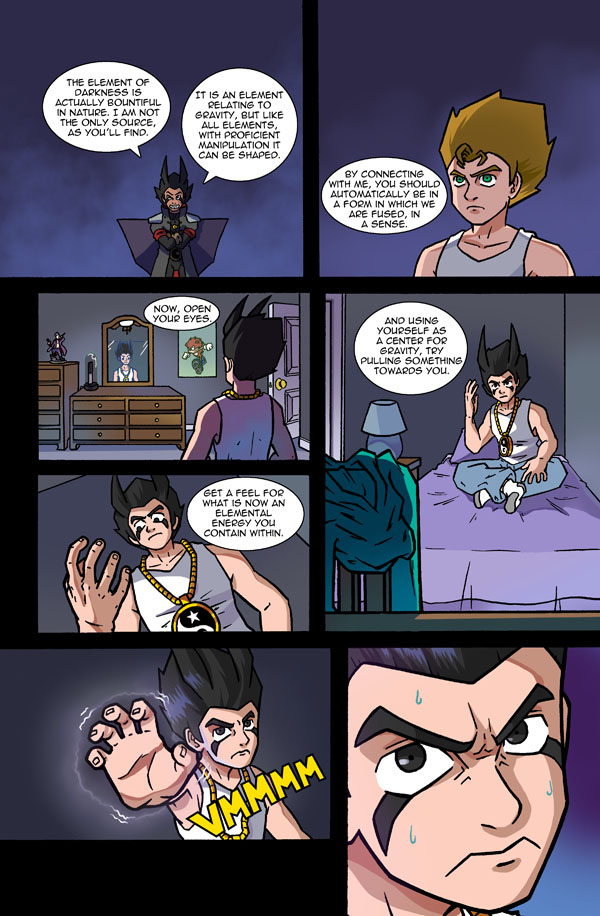 THE ELEMENT OF
DARKNESS IS
ACTUALLY BOUNTIFUL
IN NATURE. I AM NOT
THE ONLY SOURCE,
AS YOU'LL FIND.
IT IS AN ELEMENT
RELATING TO
GRAVITY, BUT LIKE
ALL ELEMENTS,
WITH PROFICIENT
MANIPULATION IT
CAN BE SHAPED.
BY CONNECTING
WITH ME, YOU SHOULD
AUTOMATICALLY BE IN
A FORM IN WHICH WE
ARE FUSED, IN
A SENSE.
NOW, OPEN
YOUR EYES.
AND USING
YOURSELF AS
A CENTER FOR
GRAVITY, TRY
PULLING SOMETHING
TOWARDS YOU.
GET A FEEL FOR
WHAT IS NOW AN
ELEMENTAL
ENERGY YOU
CONTAIN WITHIN.
VMMMM